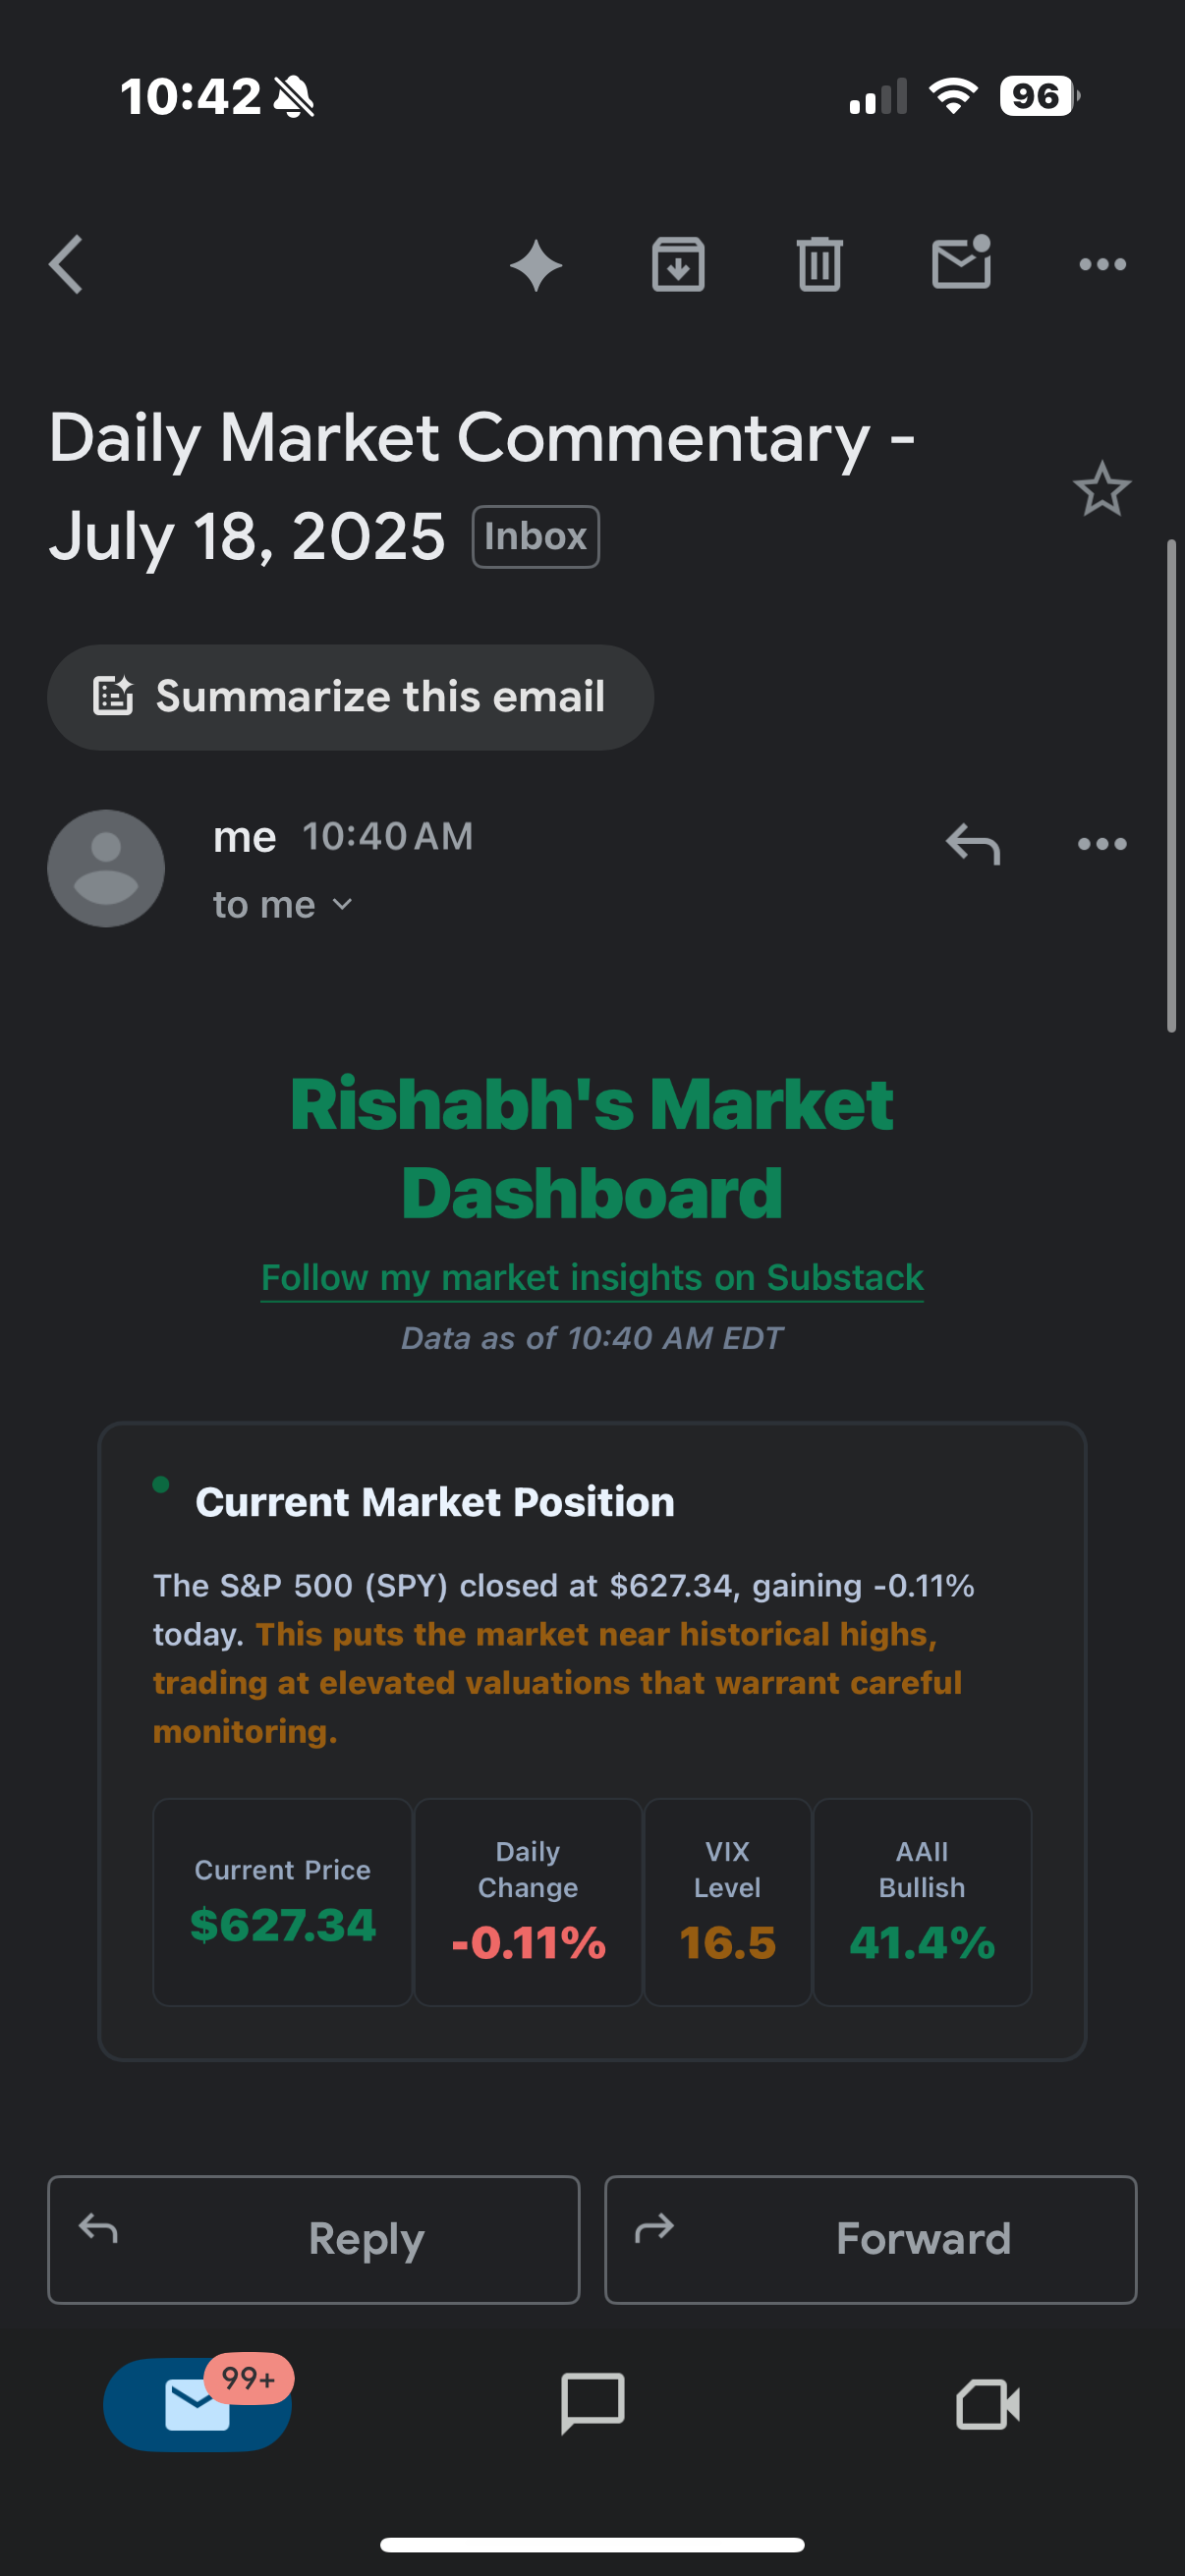 10:42
96
Daily Market Commentary -
July 18, 2025 Inbox
Summarize this email
me 10:40 AM
to me
Rishabh's Market
Dashboard
Follow my market insights on Substack
Data as of 10:40 AM EDT
Current Market Position
The S&P 500 (SPY) closed at $627.34, gaining -0.11%
today. This puts the market near historical highs,
trading at elevated valuations that warrant careful
monitoring.
Current Price
$627.34
Daily
Change
-0.11%
VIX
Level
16.5
AAII
Bullish
41.4%
Reply
Forward
99+